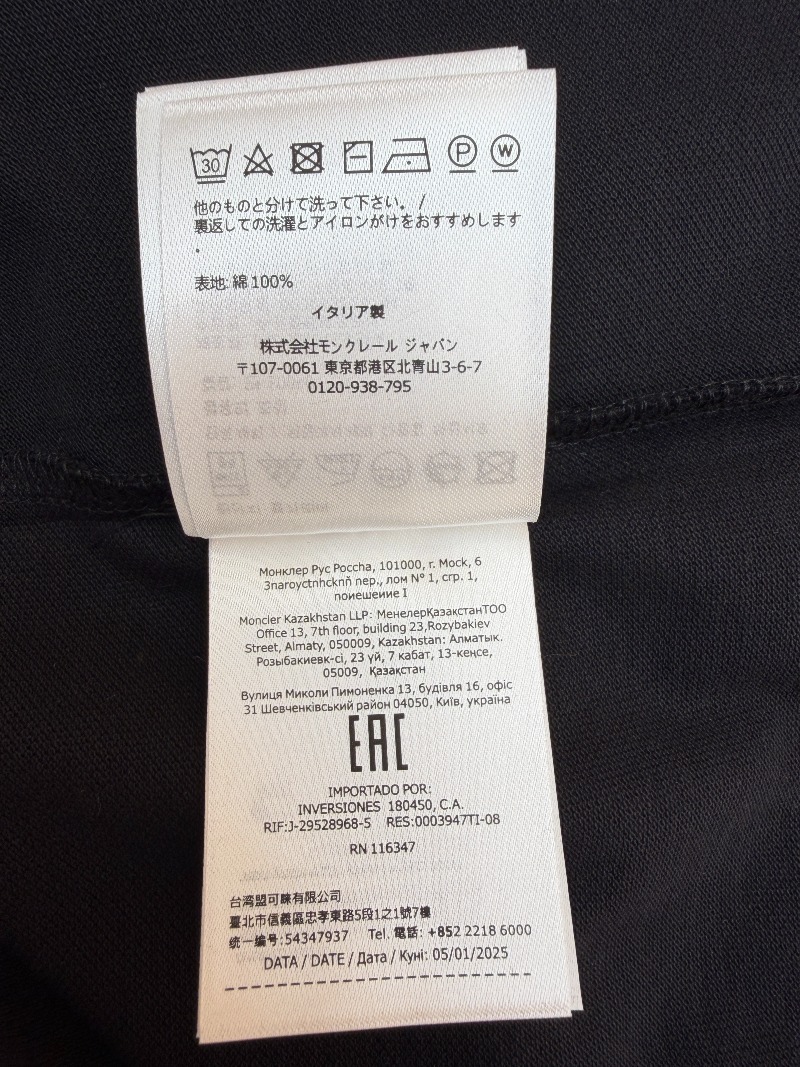 30
P
W
他のものと分けて洗って下さい。 /
裏返しての洗濯とアイロンがけをおすすめします
.
表地: 綿 100%
イタリア製
株式会社モンクレール ジャパン
〒107-0061 東京都港区北青山3-6-7
0120-938-795
Монклер Рус Россhа, 101000, г. Моск, 6
3паroустnhсkпй пер., лом № 1, стр. 1,
поиешеиие I
Moncier Kazakhstan LLP: МенелерҚазақстанТОО
Office 13, 7th floor, building 23,Rozybakiev
Street, Almaty, 050009, Kazakhstan: Алматык.
Розыбакиевк-сі, 23 уй, 7 кабат, 13-кеңсе,
05009, Қазақстан
Вулиця Миколи Пимоненка 13, будівля 16, офіс
31 Шевченківський район 04050, Київ, україна
EAC
IMPORTADO POR:
INVERSIONES 180450, C.A.
RIF:J-29528968-5 RES:0003947TI-08
RN 116347
台湾盟可睐有限公司
臺北市信義區忠孝東路5段1之1號7樓
统一编号:54347937 Tel. 電話: +852 2218 6000
DATA / DATE / Дата / Күні: 05/01/2025